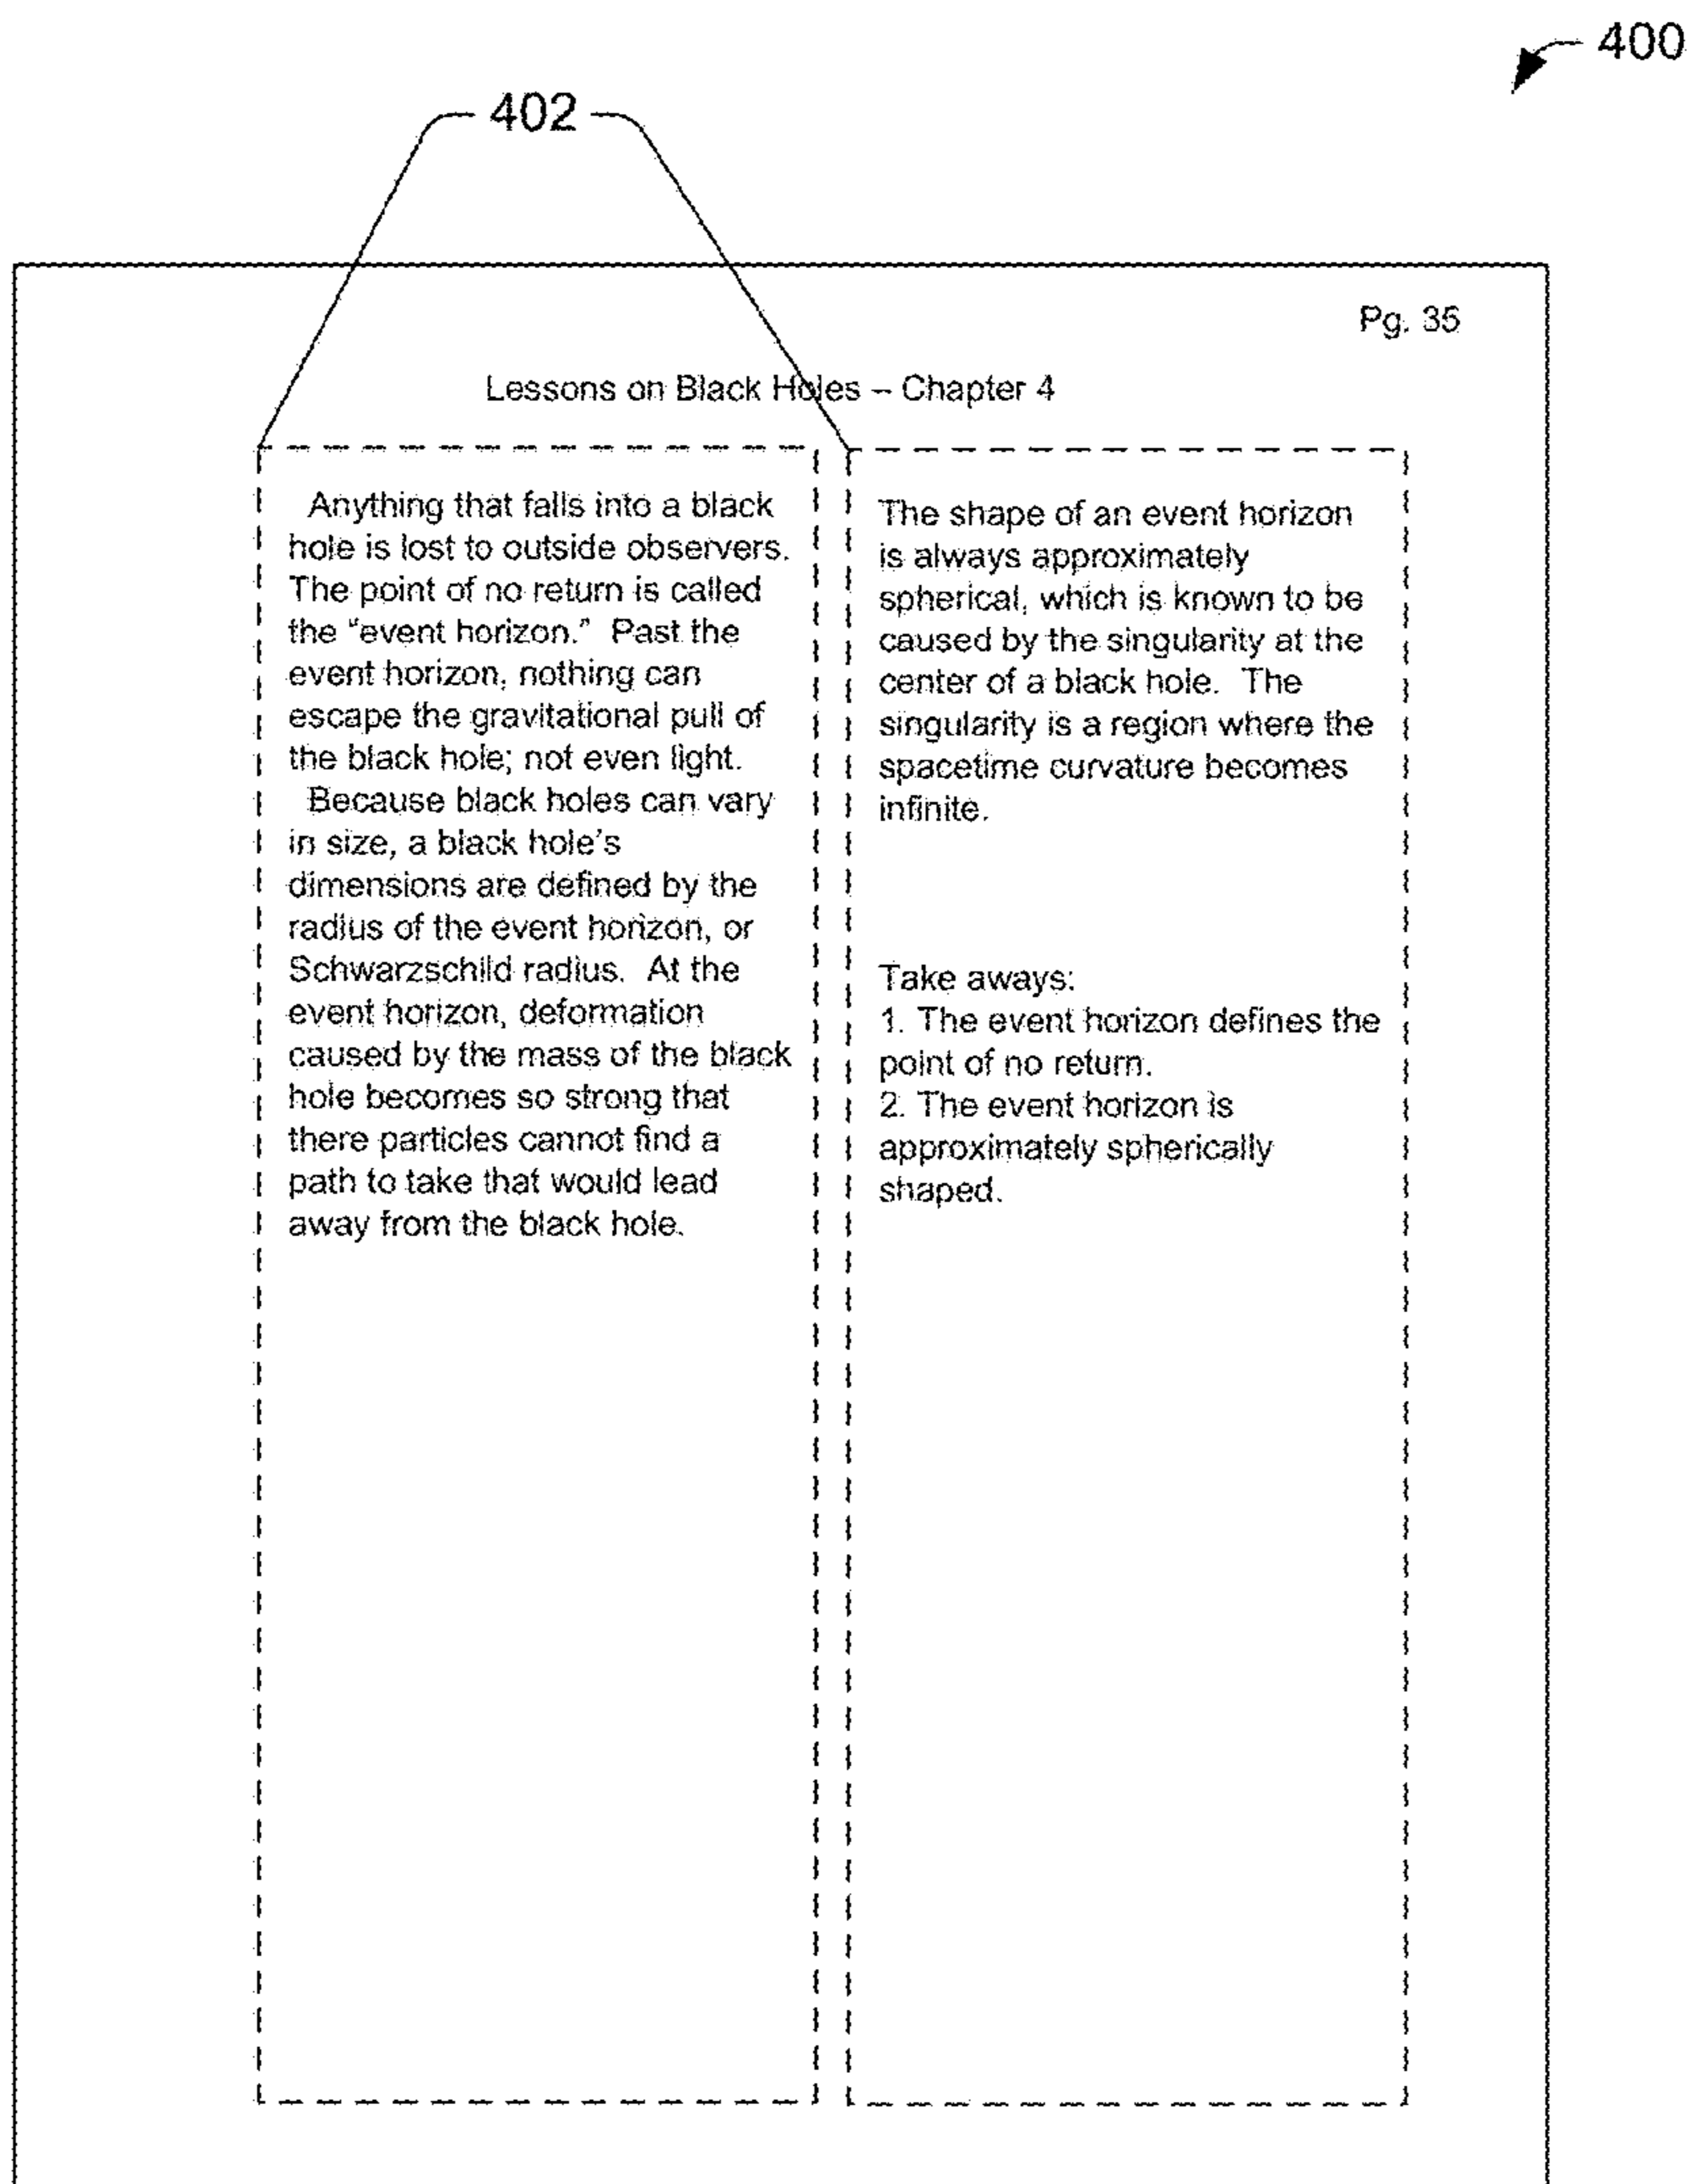 400
402
Pg. 35
Lessons on Black Holes – Chapter 4
Anything that falls into a black
hole is lost to outside observers.
The point of no return is called
the “event horizon.” Past the
event horizon, nothing can
escape the gravitational pull of
the black hole; not even light.
Because black holes can vary
in size, a black hole's
dimensions are defined by the
radius of the event horizon, or
Schwarzschild radius. At the
event horizon, deformation
caused by the mass of the black
hole becomes so strong that
there particles cannot find a
path to take that would lead
away from the black hole.
The shape of an event horizon
is always approximately
spherical, which is known to be
caused by the singularity at the
center of a black hole. The
singularity is a region where the
spacetime curvature becomes
infinite.
Take aways:
1. The event horizon defines the
point of no return.
2. The event horizon is
approximately spherically
shaped.